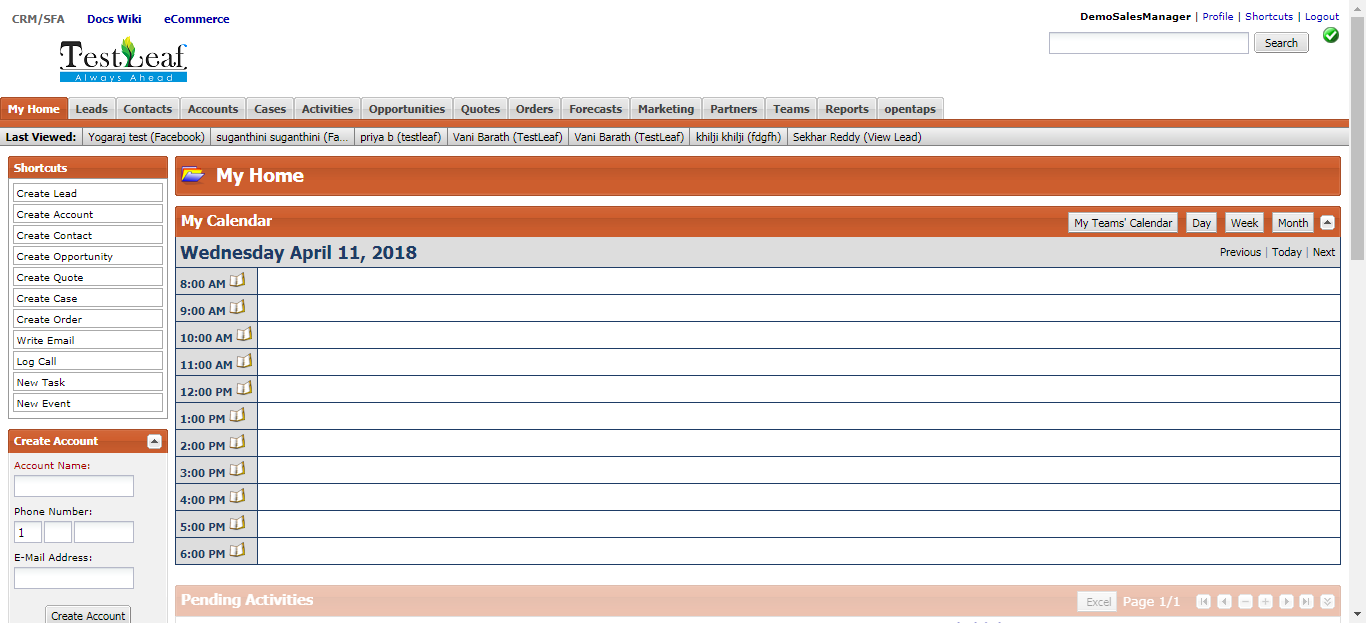 CRM/SFA Docs Wiki eCommerce
DemoSalesManager | Profile | Shortcuts | Logout
Search
TestLeaf
Always Ahead
My Home Leads Contacts Accounts Cases Activities Opportunities Quotes Orders Forecasts Marketing Partners Teams Reports opentaps
Last Viewed: Yogaraj test (Facebook) suganthini suganthini (Fa... priya b (testleaf) Vani Barath (TestLeaf) Vani Barath (TestLeaf) khilji khilji (fdgfh) Sekhar Reddy (View Lead)
Shortcuts
Create Lead
Create Account
Create Contact
Create Opportunity
Create Quote
Create Case
Create Order
Write Email
Log Call
New Task
New Event
Create Account
Account Name:
Phone Number:
1
E-Mail Address:
Create Account
My Home
My Calendar My Teams' Calendar Day Week Month
Wednesday April 11, 2018 Previous | Today | Next
8:00 AM
9:00 AM
10:00 AM
11:00 AM
12:00 PM
1:00 PM
2:00 PM
3:00 PM
4:00 PM
5:00 PM
6:00 PM
Pending Activities Excel Page 1/1